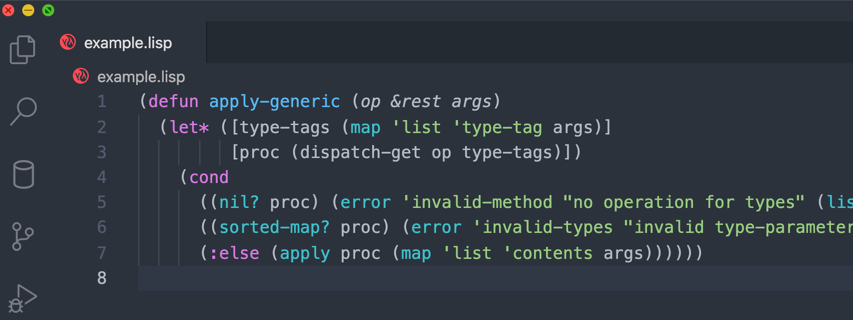 example.lisp
example.lisp
1 (defun apply-generic (op &rest args)
2 (let* ([type-tags (map 'list 'type-tag args)]
3 [proc (dispatch-get op type-tags)])
4 (cond
5 ((nil? proc) (error 'invalid-method "no operation for types" (lis
6 ((sorted-map? proc) (error 'invalid-types "invalid type-parameter
7 (:else (apply proc (map 'list 'contents args))))))
8